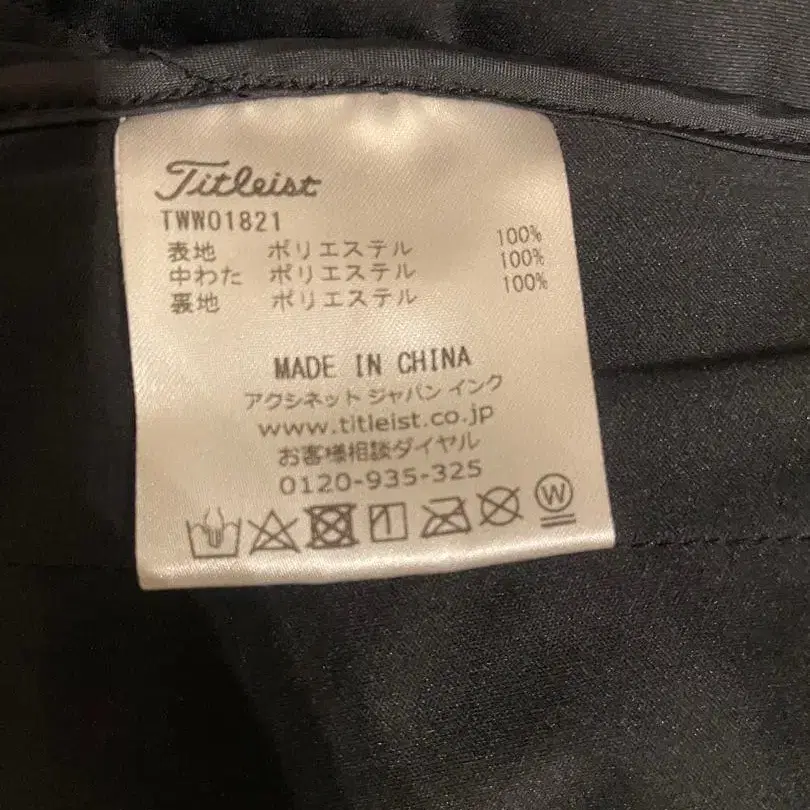 Titleist
TWW01821
表地 ポリエステル 100%
中わた ポリエステル 100%
裏地 ポリエステル 100%
MADE IN CHINA
アクシネット ジャパン インク
www.titleist.co.jp
お客様相談ダイヤル
0120-935-325
W